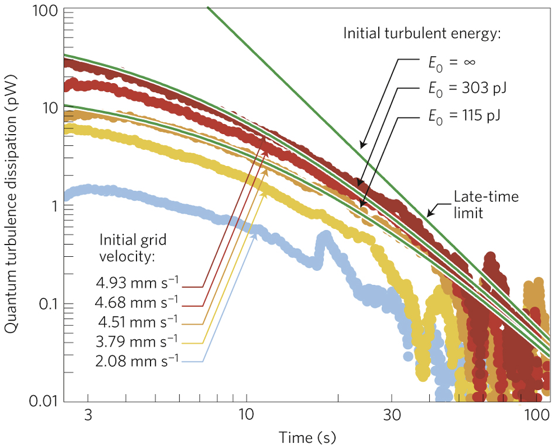 Quantum turbulence dissipation (pW)
100
10
1
0.1
0.01
Initial turbulent energy:
E₀ = ∞
E₀ = 303 pJ
E₀ = 115 pJ
Late-time
limit
Initial grid
velocity:
4.93 mm s⁻¹
4.68 mm s⁻¹
4.51 mm s⁻¹
3.79 mm s⁻¹
2.08 mm s⁻¹
3 10 30 100
Time (s)